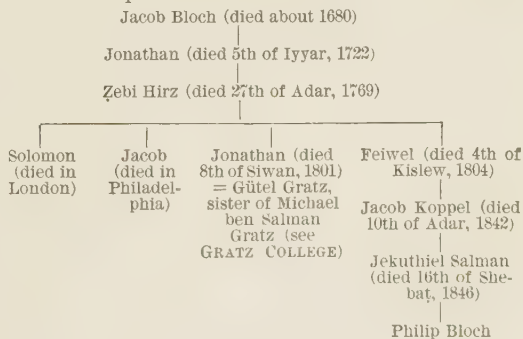 Jacob Bloch (died about 1680)
Jonathan (died 5th of Iyyar, 1722)
Ẓebi Hirz (died 27th of Adar, 1769)
Solomon
(died in
London)
Jacob
(died in
Philadel-
phia)
Jonathan (died
8th of Siwan, 1801)
= Gütel Gratz,
sister of Michael
ben Salman
Gratz (see
GRATZ COLLEGE)
Feiwel (died 4th of
Kislew, 1804)
Jacob Koppel (died
10th of Adar, 1842)
Jekuthiel Salman
(died 16th of She-
baṭ, 1846)
Philip Bloch